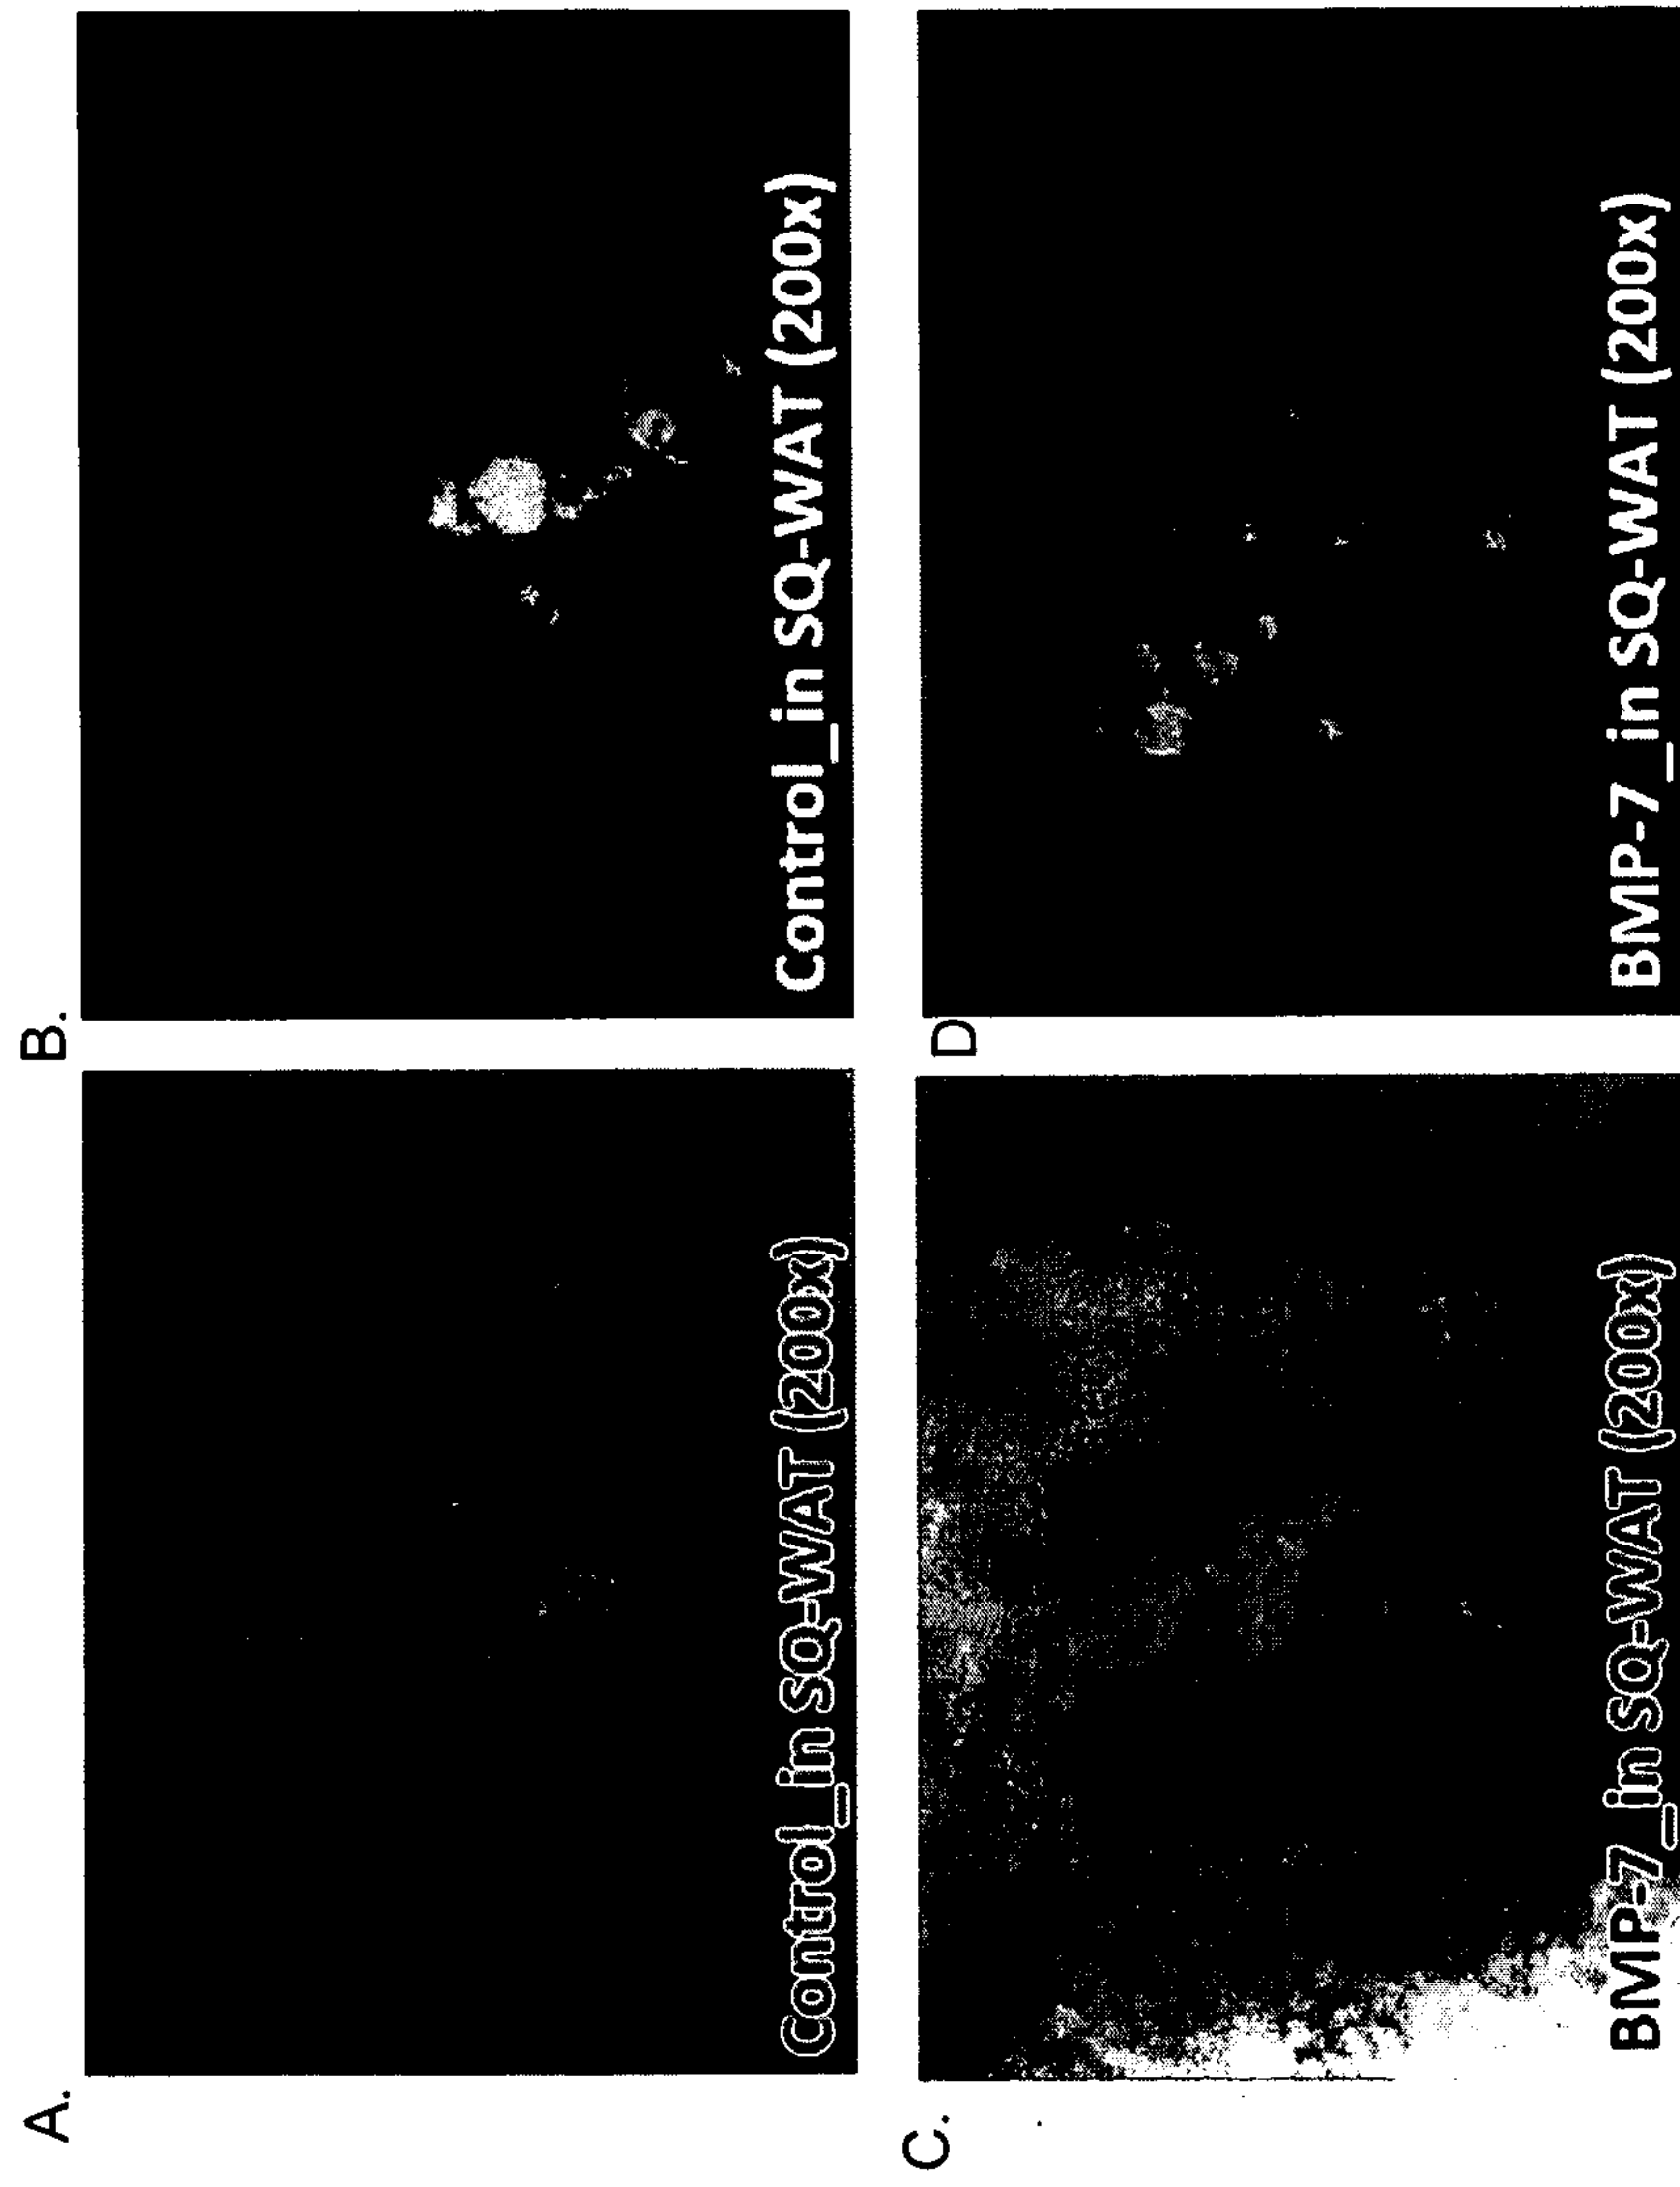 A.
Control_in SQ-WAT (200x)
B.
Control_in SQ-WAT (200x)
C.
BMP-7_in SQ-WAT (200x)
D
BMP-7_in SQ-WAT (200x)